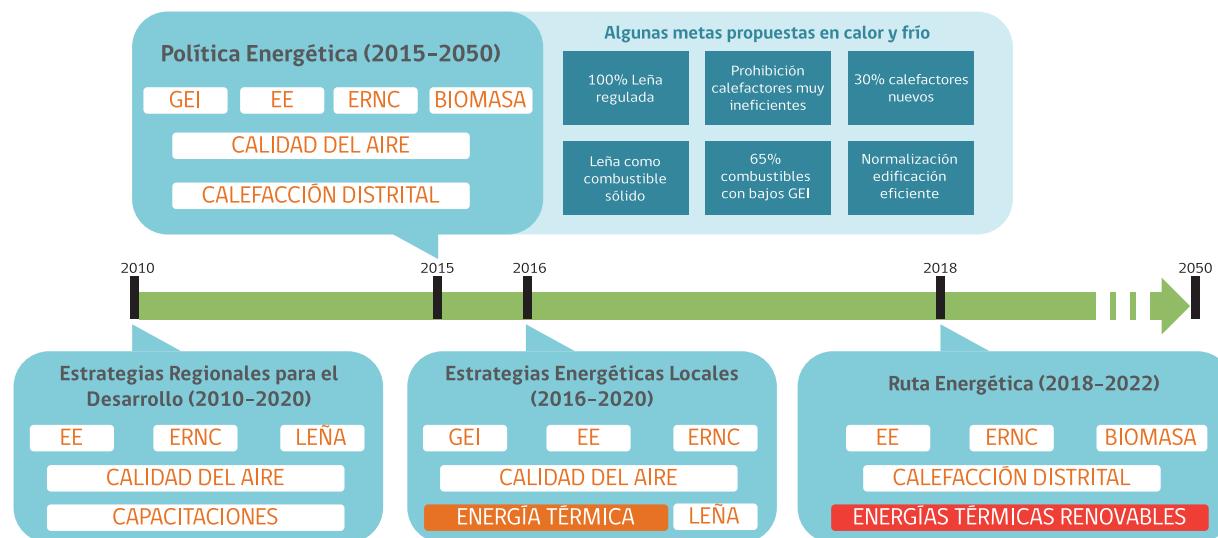 Política Energética (2015-2050)
GEI
EE
ERNC
BIOMASA
CALIDAD DEL AIRE
CALEFACCIÓN DISTRITAL
Algunas metas propuestas en calor y frío
100% Leña
regulada
Prohibición
calefactores muy
ineficientes
30% calefactores
nuevos
Leña como
combustible
sólido
65%
combustibles
con bajos GEI
Normalización
edificación
eficiente
2010
2015
2016
2018
2050
Estrategias Regionales para el
Desarrollo (2010-2020)
EE
ERNC
LEÑA
CALIDAD DEL AIRE
CAPACITACIONES
Estrategias Energéticas Locales
(2016-2020)
GEI
EE
ERNC
CALIDAD DEL AIRE
ENERGÍA TÉRMICA
LEÑA
Ruta Energética (2018-2022)
EE
ERNC
BIOMASA
CALEFACCIÓN DISTRITAL
ENERGÍAS TÉRMICAS RENOVABLES